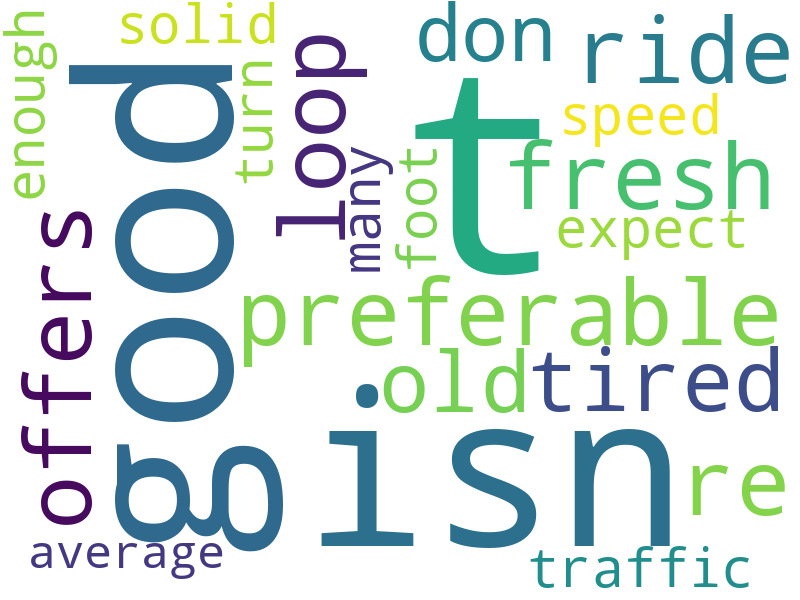 solid
don
ride
enough
good
turn
loop
t
speed
many
foot
fresh
offers
expect
preferable
old
tired
isn
re
average
traffic